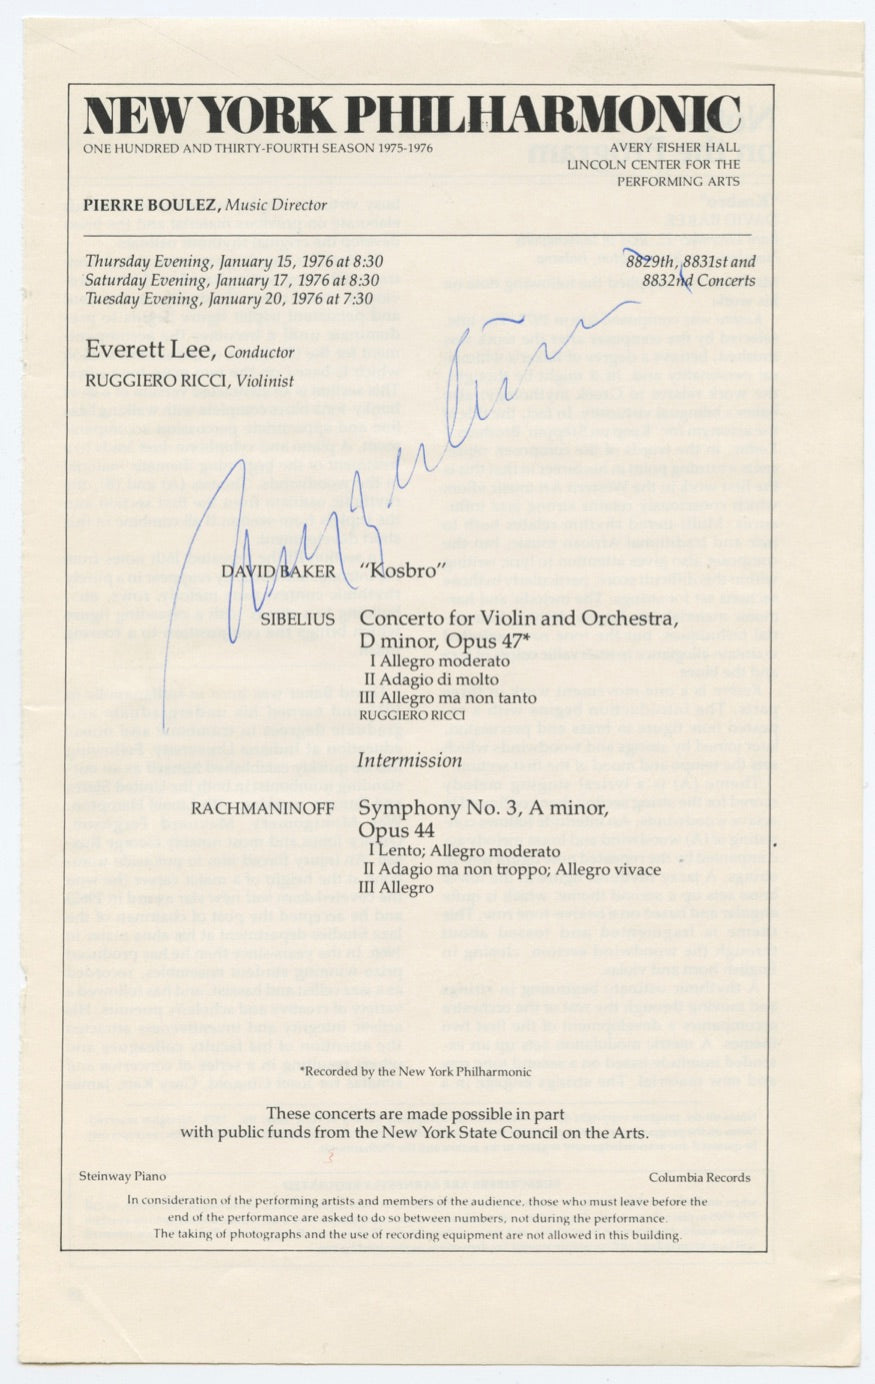 NEW YORK PHILHARMONIC
ONE HUNDRED AND THIRTY-FOURTH SEASON 1975-1976
AVERY FISHER HALL
LINCOLN CENTER FOR THE
PERFORMING ARTS
PIERRE BOULEZ, Music Director
Thursday Evening, January 15, 1976 at 8:30
Saturday Evening, January 17, 1976 at 8:30
Tuesday Evening, January 20, 1976 at 7:30
8829th, 8831st and
8832nd Concerts
Everett Lee, Conductor
RUGGIERO RICCI, Violinist
DAVID BAKER "Kosbro"
SIBELIUS Concerto for Violin and Orchestra,
D minor, Opus 47*
I Allegro moderato
II Adagio di molto
III Allegro ma non tanto
RUGGIERO RICCI
Intermission
RACHMANINOFF Symphony No. 3, A minor,
Opus 44
I Lento; Allegro moderato
II Adagio ma non troppo; Allegro vivace
III Allegro
*Recorded by the New York Philharmonic
These concerts are made possible in part
with public funds from the New York State Council on the Arts.
3
Steinway Piano Columbia Records
In consideration of the performing artists and members of the audience, those who must leave before the
end of the performance are asked to do so between numbers, not during the performance.
The taking of photographs and the use of recording equipment are not allowed in this building.